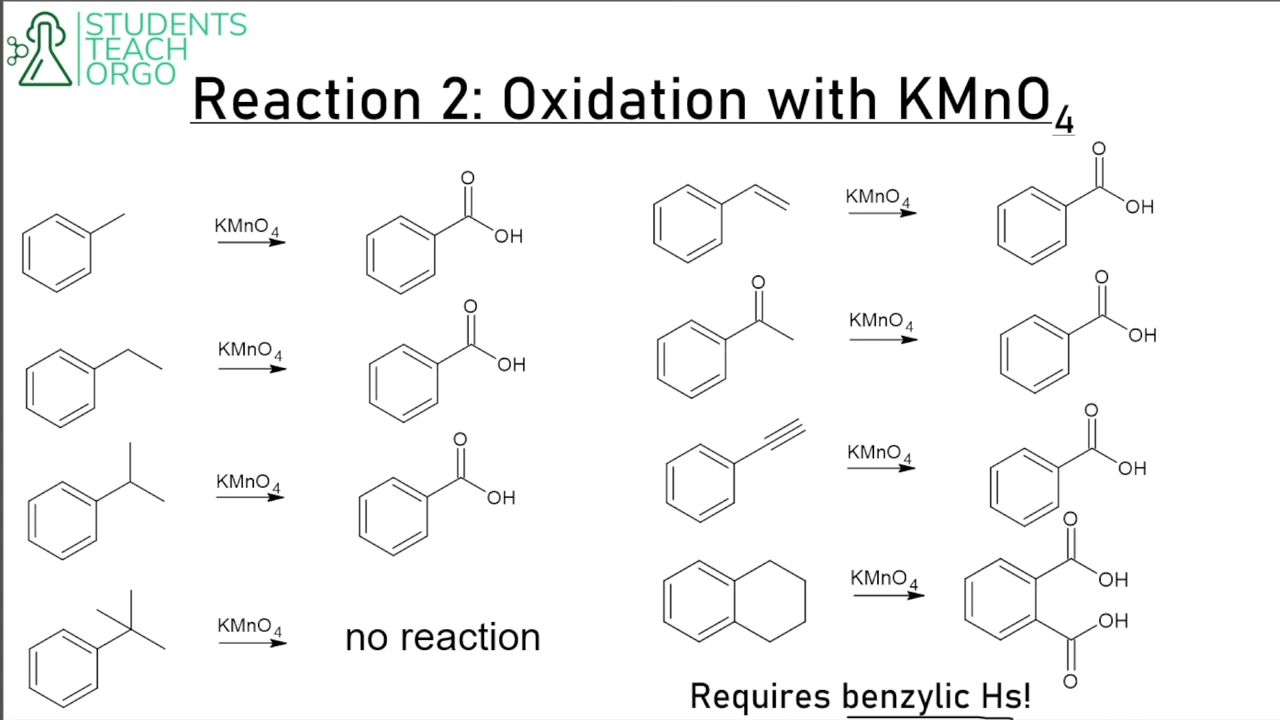 STUDENTS
TEACH
ORGO
Reaction 2: Oxidation with KMnO₄
KMnO₄
O
OH
KMnO₄
O
OH
KMnO₄
O
OH
KMnO₄
no reaction
KMnO₄
O
OH
O
KMnO₄
O
OH
KMnO₄
O
OH
KMnO₄
O
OH
OH
O
Requires benzylic Hs!